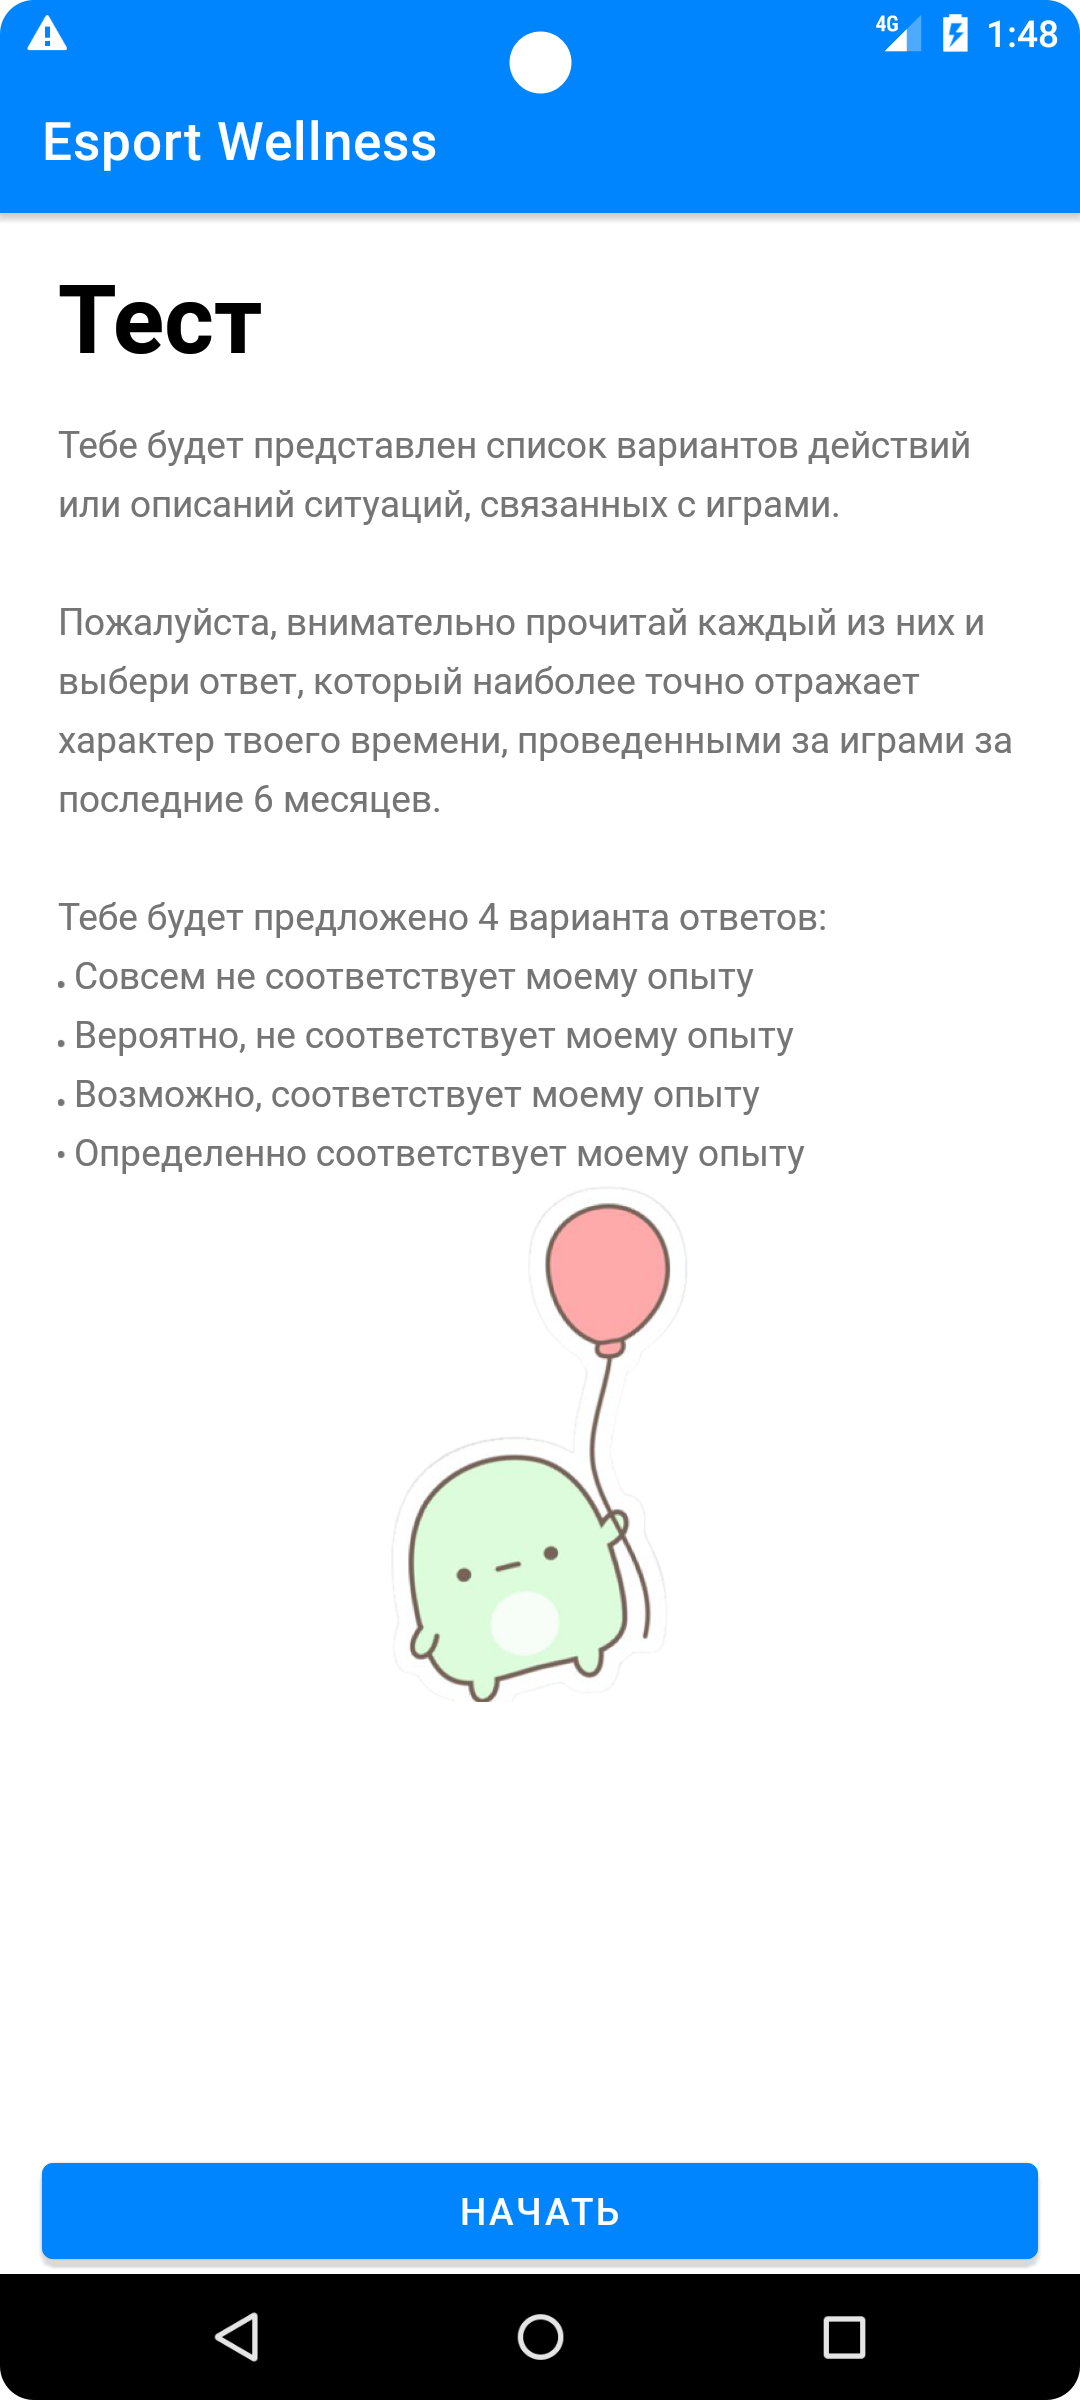 4G 1:48
Esport Wellness
Тест
Тебе будет представлен список вариантов действий
или описаний ситуаций, связанных с играми.
Пожалуйста, внимательно прочитай каждый из них и
выбери ответ, который наиболее точно отражает
характер твоего времени, проведенными за играми за
последние 6 месяцев.
Тебе будет предложено 4 варианта ответов:
• Совсем не соответствует моему опыту
• Вероятно, не соответствует моему опыту
• Возможно, соответствует моему опыту
• Определенно соответствует моему опыту
НАЧАТЬ